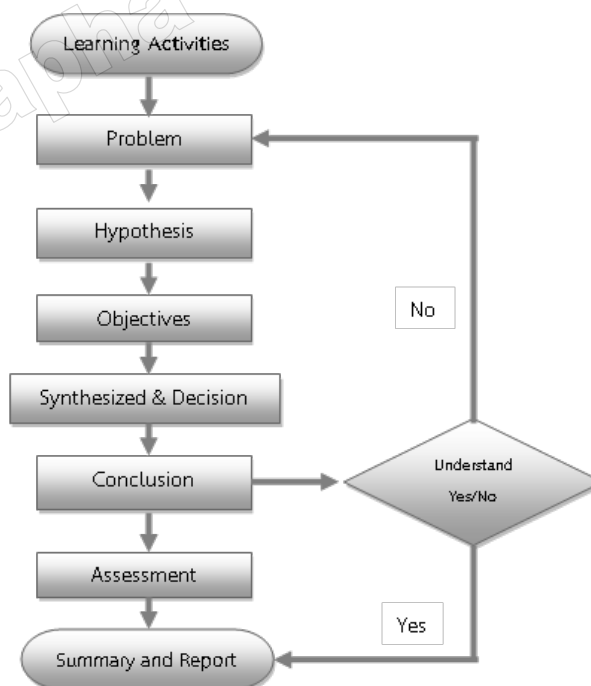 Learning Activities
Problem
Hypothesis
Objectives
Synthesized & Decision
Conclusion
Assessment
Summary and Report
Understand
Yes/No
No
Yes